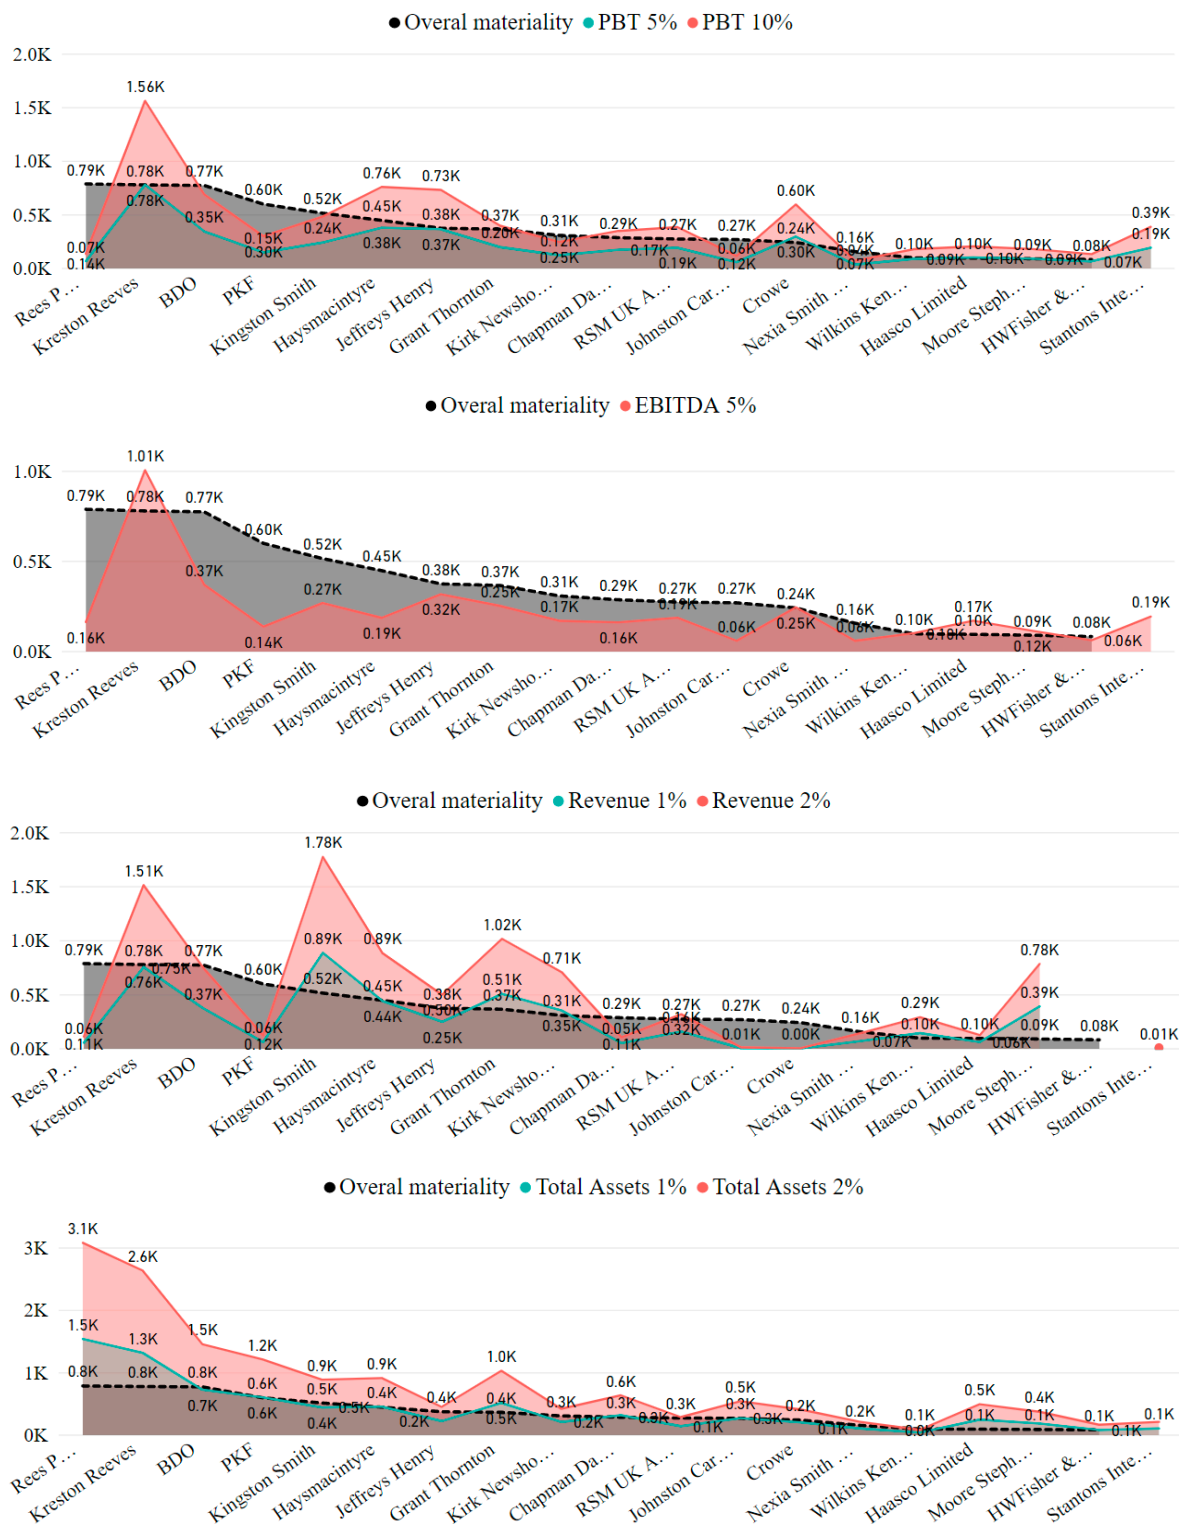 Overal materiality PBT 5% PBT 10%
2.0K
1.56K
1.5K
1.0K
0.79K 0.78K 0.77K 0.76K 0.73K
0.78K 0.60K 0.52K 0.60K
0.5K 0.35K 0.45K 0.38K 0.37K 0.31K 0.29K 0.27K 0.27K 0.39K
0.15K 0.24K 0.20K 0.24K 0.16K 0.19K
0.07K 0.30K 0.38K 0.37K 0.12K 0.17K 0.06K 0.30K 0.10K 0.10K 0.09K 0.08K
0.0K 0.14K 0.25K 0.19K 0.12K 0.07K 0.09K 0.10K 0.09K 0.07K
Rees P… Kreston Reeves BDO PKF Kingston Smith Haysmacintyre Jeffreys Henry Grant Thornton Kirk Newsho… Chapman Da… RSM UK A… Johnston Car… Crowe Nexia Smith … Wilkins Ken… Haasco Limited Moore Steph… HWFisher &… Stantons Inte…
Overal materiality EBITDA 5%
1.01K
1.0K
0.79K 0.78K 0.77K
0.60K 0.52K
0.5K 0.37K 0.45K 0.38K 0.37K 0.31K 0.29K 0.27K 0.27K 0.24K
0.27K 0.32K 0.25K 0.17K 0.19K 0.25K 0.16K 0.10K 0.17K 0.09K 0.08K 0.19K
0.0K 0.16K 0.14K 0.19K 0.16K 0.06K 0.06K 0.10K 0.10K 0.12K 0.06K
Rees P… Kreston Reeves BDO PKF Kingston Smith Haysmacintyre Jeffreys Henry Grant Thornton Kirk Newsho… Chapman Da… RSM UK A… Johnston Car… Crowe Nexia Smith … Wilkins Ken… Haasco Limited Moore Steph… HWFisher &… Stantons Inte…
Overal materiality Revenue 1% Revenue 2%
2.0K
1.78K
1.5K 1.51K
1.02K
1.0K 0.79K 0.78K 0.77K 0.89K 0.89K 0.71K 0.78K
0.76K 0.75K 0.60K 0.52K 0.45K 0.38K 0.51K
0.5K 0.37K 0.44K 0.50K 0.37K 0.31K 0.29K 0.27K 0.27K 0.24K 0.29K 0.39K
0.06K 0.06K 0.25K 0.35K 0.05K 0.16K 0.01K 0.00K 0.16K 0.10K 0.10K 0.09K 0.08K 0.01K
0.0K 0.11K 0.12K 0.11K 0.32K 0.07K 0.06K
Rees P… Kreston Reeves BDO PKF Kingston Smith Haysmacintyre Jeffreys Henry Grant Thornton Kirk Newsho… Chapman Da… RSM UK A… Johnston Car… Crowe Nexia Smith … Wilkins Ken… Haasco Limited Moore Steph… HWFisher &… Stantons Inte…
Overal materiality Total Assets 1% Total Assets 2%
3.1K
3K 2.6K
2K
1.5K 1.3K 1.5K 1.2K
1K 0.8K 0.8K 0.8K 0.6K 0.9K 0.9K 1.0K 0.6K 0.5K 0.5K
0.7K 0.6K 0.5K 0.4K 0.4K 0.4K 0.3K 0.3K 0.3K 0.3K 0.2K 0.2K 0.1K 0.1K 0.4K 0.1K 0.1K 0.1K
0K 0.4K 0.5K 0.2K 0.5K 0.2K 0.3K 0.1K 0.3K 0.1K 0.0K 0.1K
Rees P… Kreston Reeves BDO PKF Kingston Smith Haysmacintyre Jeffreys Henry Grant Thornton Kirk Newsho… Chapman Da… RSM UK A… Johnston Car… Crowe Nexia Smith … Wilkins Ken… Haasco Limited Moore Steph… HWFisher &… Stantons Inte…